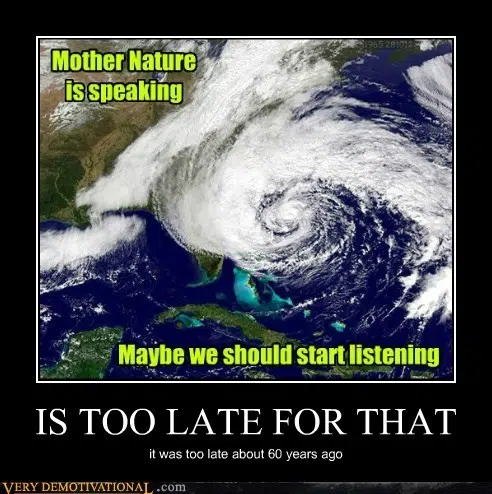 Mother Nature
is speaking
Maybe we should start listening
IS TOO LATE FOR THAT
it was too late about 60 years ago
VERY DEMOTIVATIONAL.com